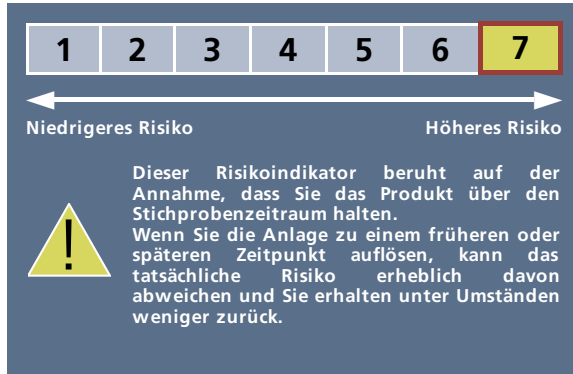 1 2 3 4 5 6 7
Niedrigeres Risiko Höheres Risiko
Dieser Risikoindikator beruht auf der
Annahme, dass Sie das Produkt über den
Stichprobenzeitraum halten.
Wenn Sie die Anlage zu einem früheren oder
späteren Zeitpunkt auflösen, kann das
tatsächliche Risiko erheblich davon
abweichen und Sie erhalten unter Umständen
weniger zurück.
!